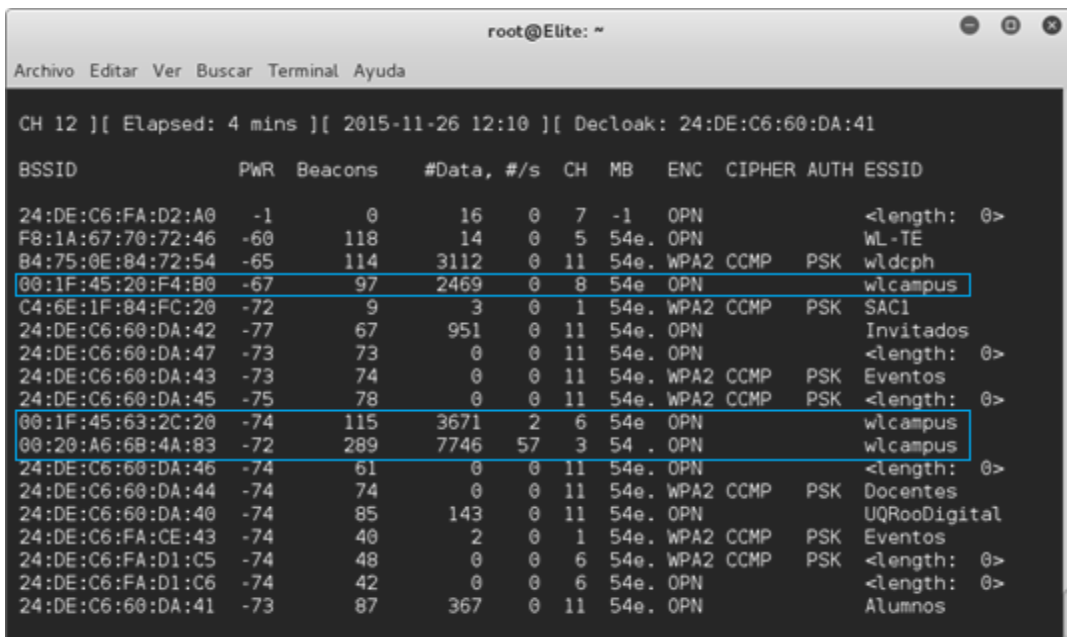 root@Elite: ~
Archivo Editar Ver Buscar Terminal Ayuda
CH 12 ][ Elapsed: 4 mins ][ 2015-11-26 12:10 ][ Decloak: 24:DE:C6:60:DA:41
BSSID PWR Beacons #Data, #/s CH MB ENC CIPHER AUTH ESSID
24:DE:C6:FA:D2:A0 -1 0 16 0 7 -1 OPN <length: 0>
F8:1A:67:70:72:46 -60 118 14 0 5 54e. OPN WL-TE
B4:75:0E:84:72:54 -65 114 3112 0 11 54e. WPA2 CCMP PSK wldcph
00:1F:45:20:F4:B0 -67 97 2469 0 8 54e OPN wlcampus
C4:6E:1F:84:FC:20 -72 9 3 0 1 54e. WPA2 CCMP PSK SAC1
24:DE:C6:60:DA:42 -77 67 951 0 11 54e. OPN Invitados
24:DE:C6:60:DA:47 -73 73 0 0 11 54e. OPN <length: 0>
24:DE:C6:60:DA:43 -73 74 0 0 11 54e. WPA2 CCMP PSK Eventos
24:DE:C6:60:DA:45 -75 78 0 0 11 54e. WPA2 CCMP PSK <length: 0>
00:1F:45:63:2C:20 -74 115 3671 2 6 54e OPN wlcampus
00:20:A6:6B:4A:83 -72 289 7746 57 3 54 . OPN wlcampus
24:DE:C6:60:DA:46 -74 61 0 0 11 54e. OPN <length: 0>
24:DE:C6:60:DA:44 -74 74 0 0 11 54e. WPA2 CCMP PSK Docentes
24:DE:C6:60:DA:40 -74 85 143 0 11 54e. OPN UQRooDigital
24:DE:C6:FA:CE:43 -74 40 2 0 1 54e. WPA2 CCMP PSK Eventos
24:DE:C6:FA:D1:C5 -74 48 0 0 6 54e. WPA2 CCMP PSK <length: 0>
24:DE:C6:FA:D1:C6 -74 42 0 0 6 54e. OPN <length: 0>
24:DE:C6:60:DA:41 -73 87 367 0 11 54e. OPN Alumnos